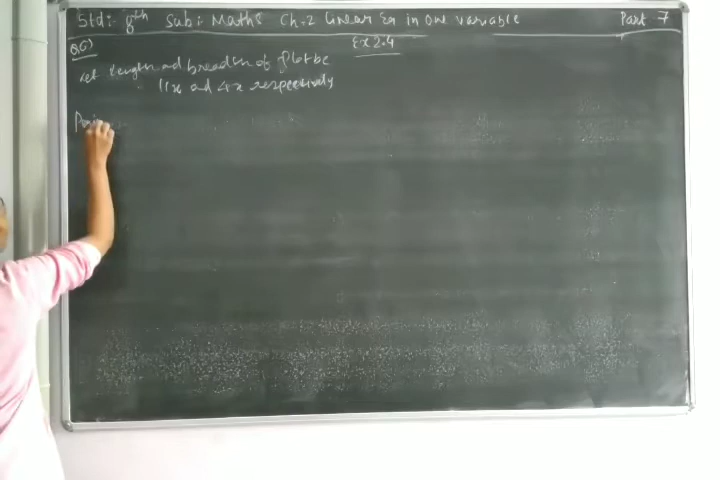 Std: 8th Sub: Maths Ch:2 Linear Eq in One variable Part 7
Ex 2.4
Q.6)
Let length and breadth of plot be
11x and 4x respectively